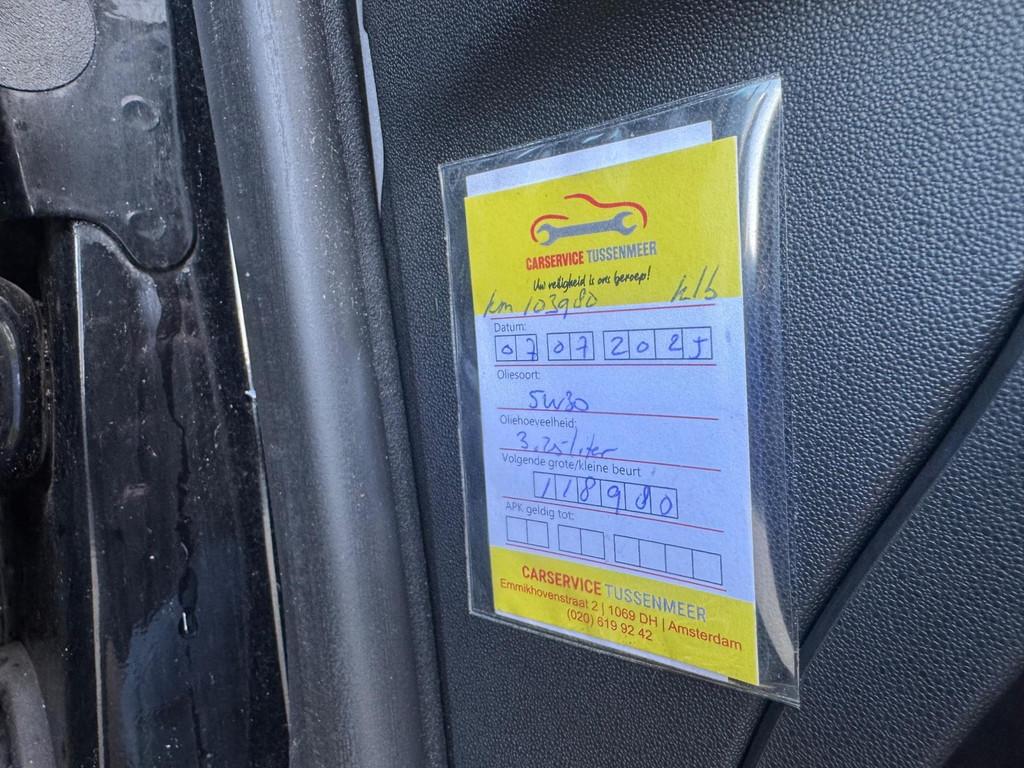 CARSERVICE TUSSENMEER
Uw veiligheid is ons beroep!
km 103980 klb
Datum:
07 07 2025
Oliesoort:
5W30
Oliehoeveelheid:
3.25 liter
Volgende grote/kleine beurt
118980
APK geldig tot:
CARSERVICE TUSSENMEER
Emmikhovenstraat 2 | 1069 DH | Amsterdam
(020) 619 92 42